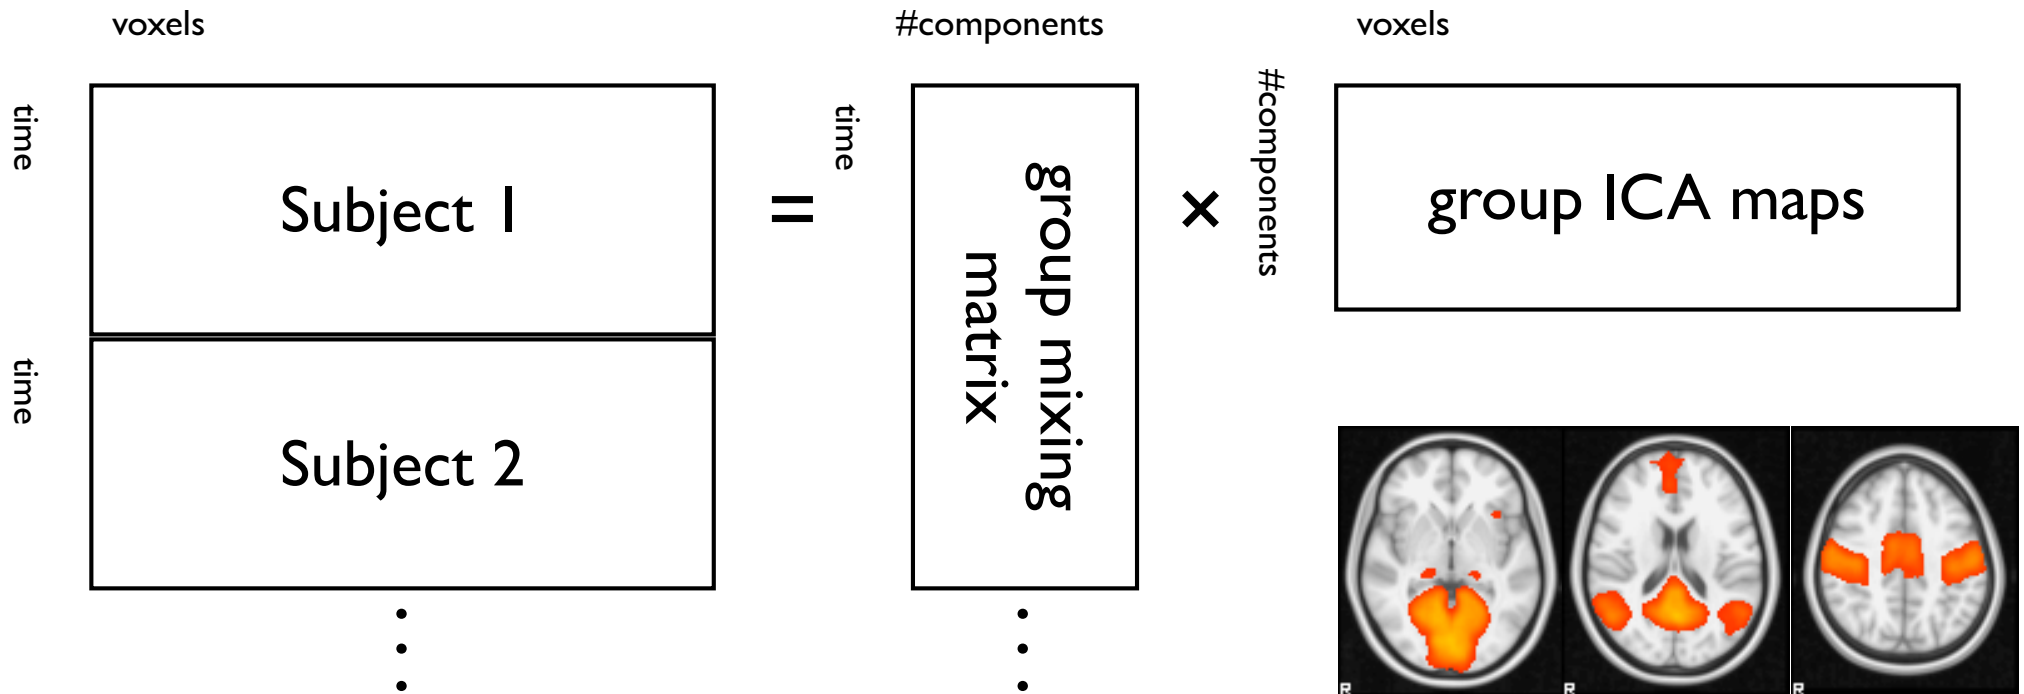 voxels
#components
voxels
time
Subject 1
=
time
group mixing
matrix
×
#components
group ICA maps
time
Subject 2
R
R
R